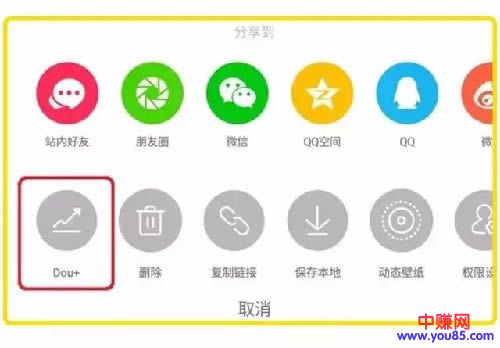 分享到
站内好友 朋友圈 微信 QQ空间 QQ 微
Dou+ 删除 复制链接 保存本地 动态壁纸 权限设
取消
中赚网
www.you85.com